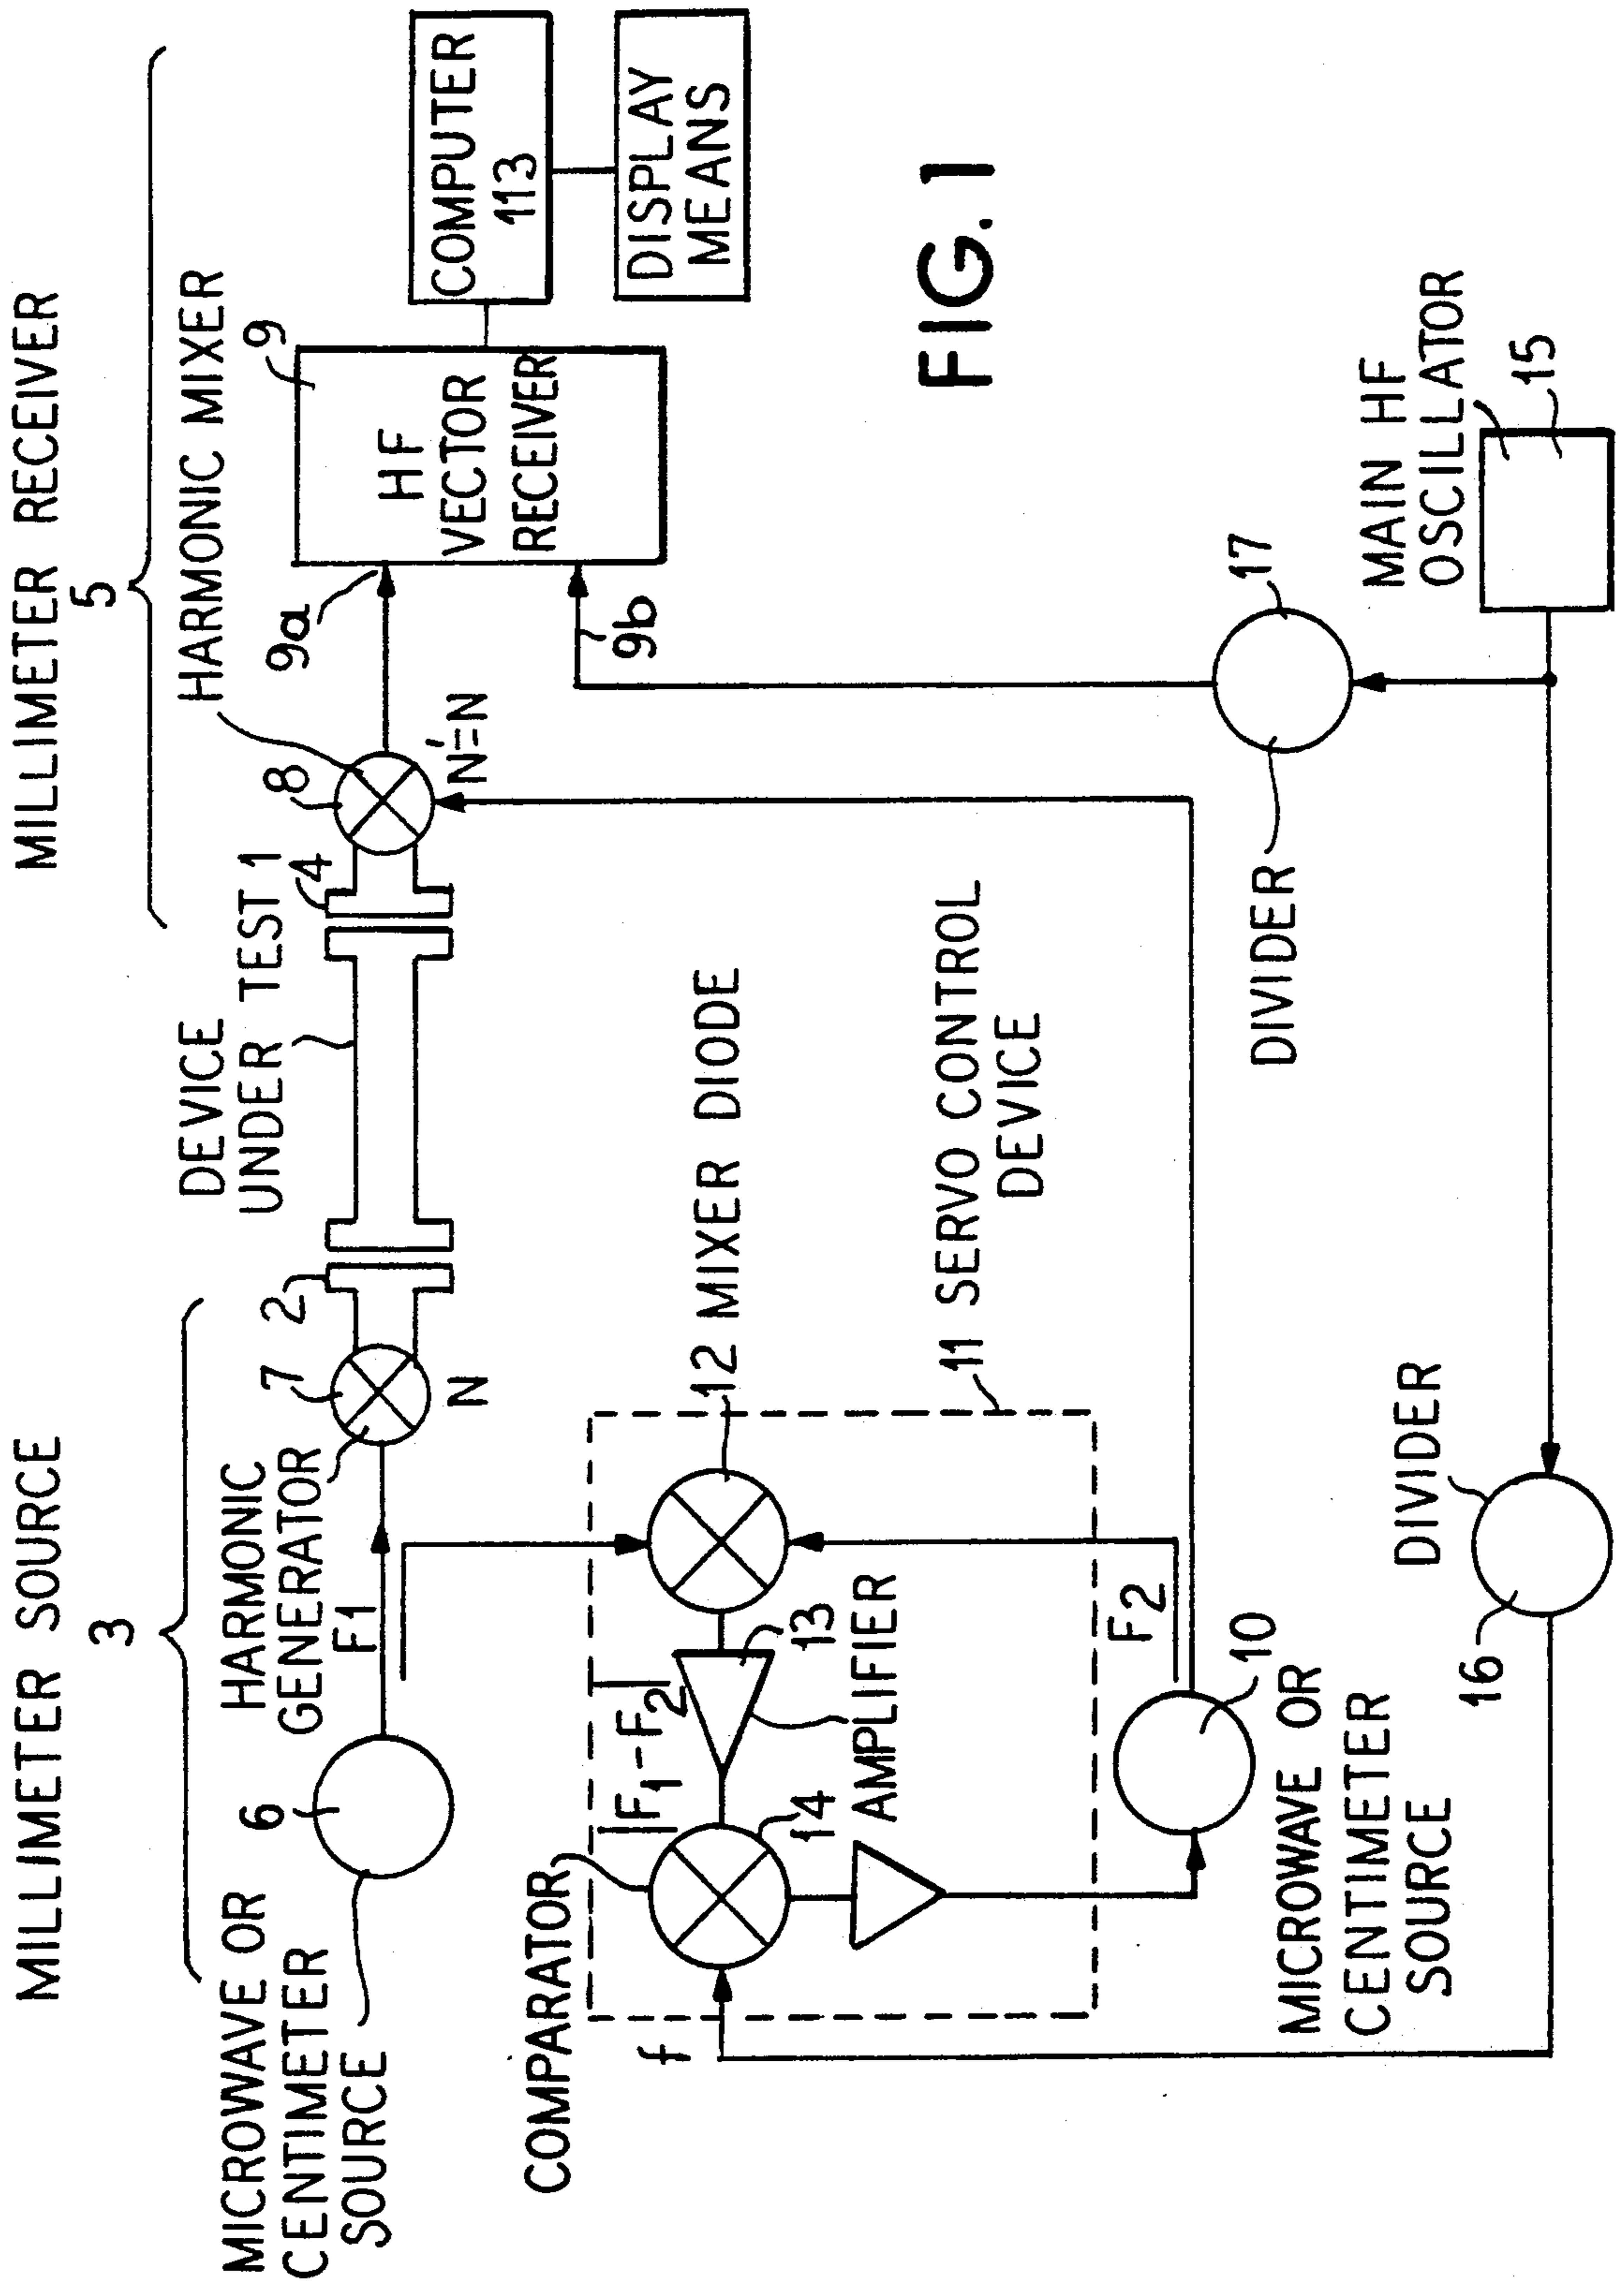 MILLIMETER SOURCE
3
MILLIMETER RECEIVER
5
MICROWAVE OR
CENTIMETER
SOURCE
6
HARMONIC
GENERATOR
F1
7
N
2
DEVICE
UNDER TEST 1
4
HARMONIC MIXER
8
N'=N
9a
9b
9
HF
VECTOR
RECEIVER
COMPUTER
113
DISPLAY
MEANS
COMPARATOR
|F1-F2|
14
13
AMPLIFIER
12 MIXER DIODE
11 SERVO CONTROL
DEVICE
f
F2
10
MICROWAVE OR
CENTIMETER
SOURCE
16
DIVIDER
DIVIDER
17
MAIN HF
OSCILLATOR
15
FIG. 1